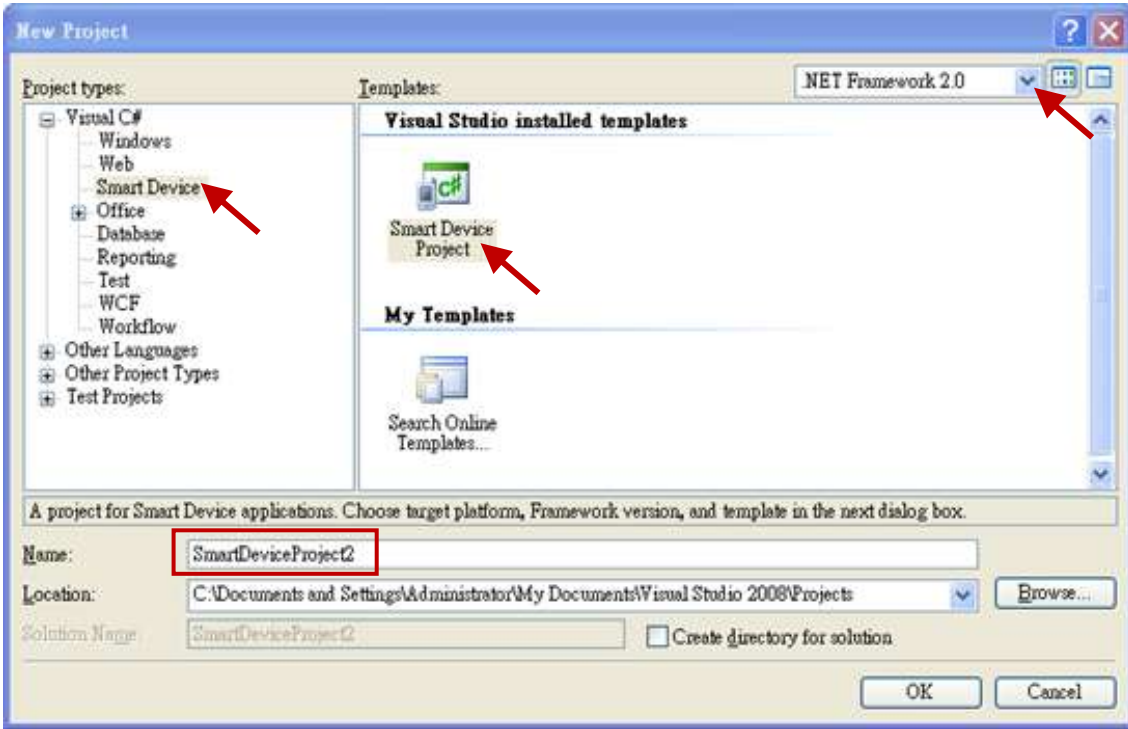 New Project
Project types:
Templates:
.NET Framework 2.0
Visual C#
Windows
Web
Smart Device
Office
Database
Reporting
Test
WCF
Workflow
Other Languages
Other Project Types
Test Projects
Visual Studio installed templates
Smart Device
Project
My Templates
Search Online
Templates...
A project for Smart Device applications. Choose target platform, Framework version, and template in the next dialog box.
Name:
SmartDeviceProject2
Location:
C:\Documents and Settings\Administrator\My Documents\Visual Studio 2008\Projects
Browse...
Solution Name
SmartDeviceProject2
Create directory for solution
OK
Cancel